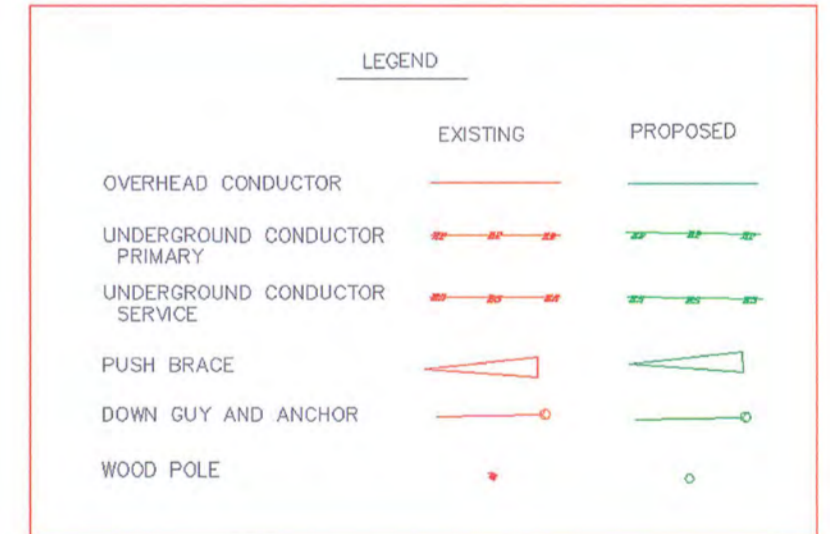 LEGEND
EXISTING PROPOSED
OVERHEAD CONDUCTOR
UNDERGROUND CONDUCTOR
PRIMARY
UNDERGROUND CONDUCTOR
SERVICE
PUSH BRACE
DOWN GUY AND ANCHOR
WOOD POLE